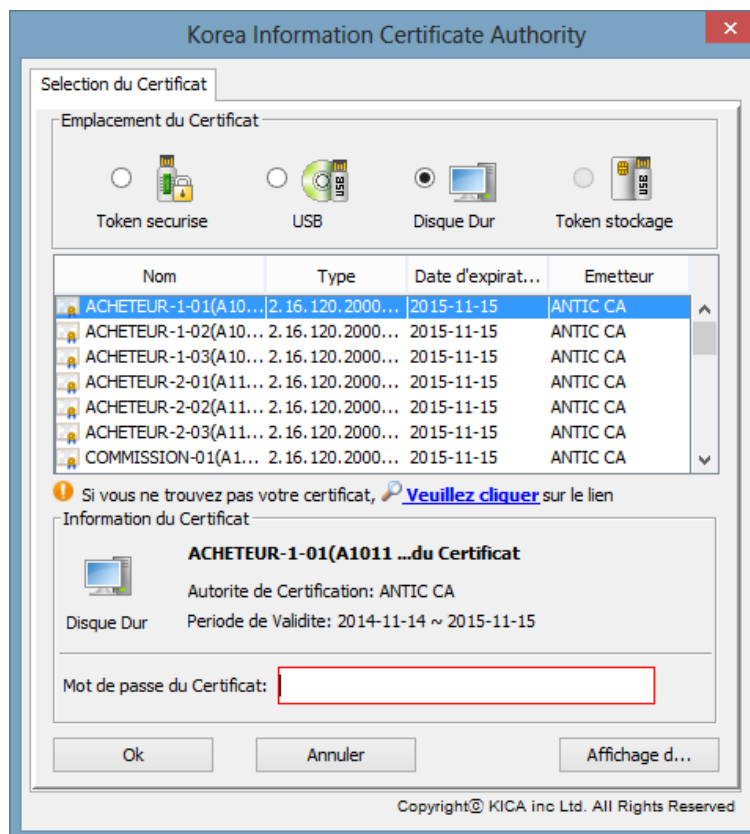 Korea Information Certificate Authority
Selection du Certificat
Emplacement du Certificat
Token securise USB Disque Dur Token stockage
Nom Type Date d'expirat... Emetteur
ACHETEUR-1-01(A10... 2.16.120.2000... 2015-11-15 ANTIC CA
ACHETEUR-1-02(A10... 2.16.120.2000... 2015-11-15 ANTIC CA
ACHETEUR-1-03(A10... 2.16.120.2000... 2015-11-15 ANTIC CA
ACHETEUR-2-01(A11... 2.16.120.2000... 2015-11-15 ANTIC CA
ACHETEUR-2-02(A11... 2.16.120.2000... 2015-11-15 ANTIC CA
ACHETEUR-2-03(A11... 2.16.120.2000... 2015-11-15 ANTIC CA
COMMISSION-01(A1... 2.16.120.2000... 2015-11-15 ANTIC CA
Si vous ne trouvez pas votre certificat, Veuillez cliquer sur le lien
Information du Certificat
ACHETEUR-1-01(A1011 ...du Certificat
Autorite de Certification: ANTIC CA
Disque Dur Periode de Validite: 2014-11-14 ~ 2015-11-15
Mot de passe du Certificat:
Ok Annuler Affichage d...
Copyrightⓒ KICA inc Ltd. All Rights Reserved